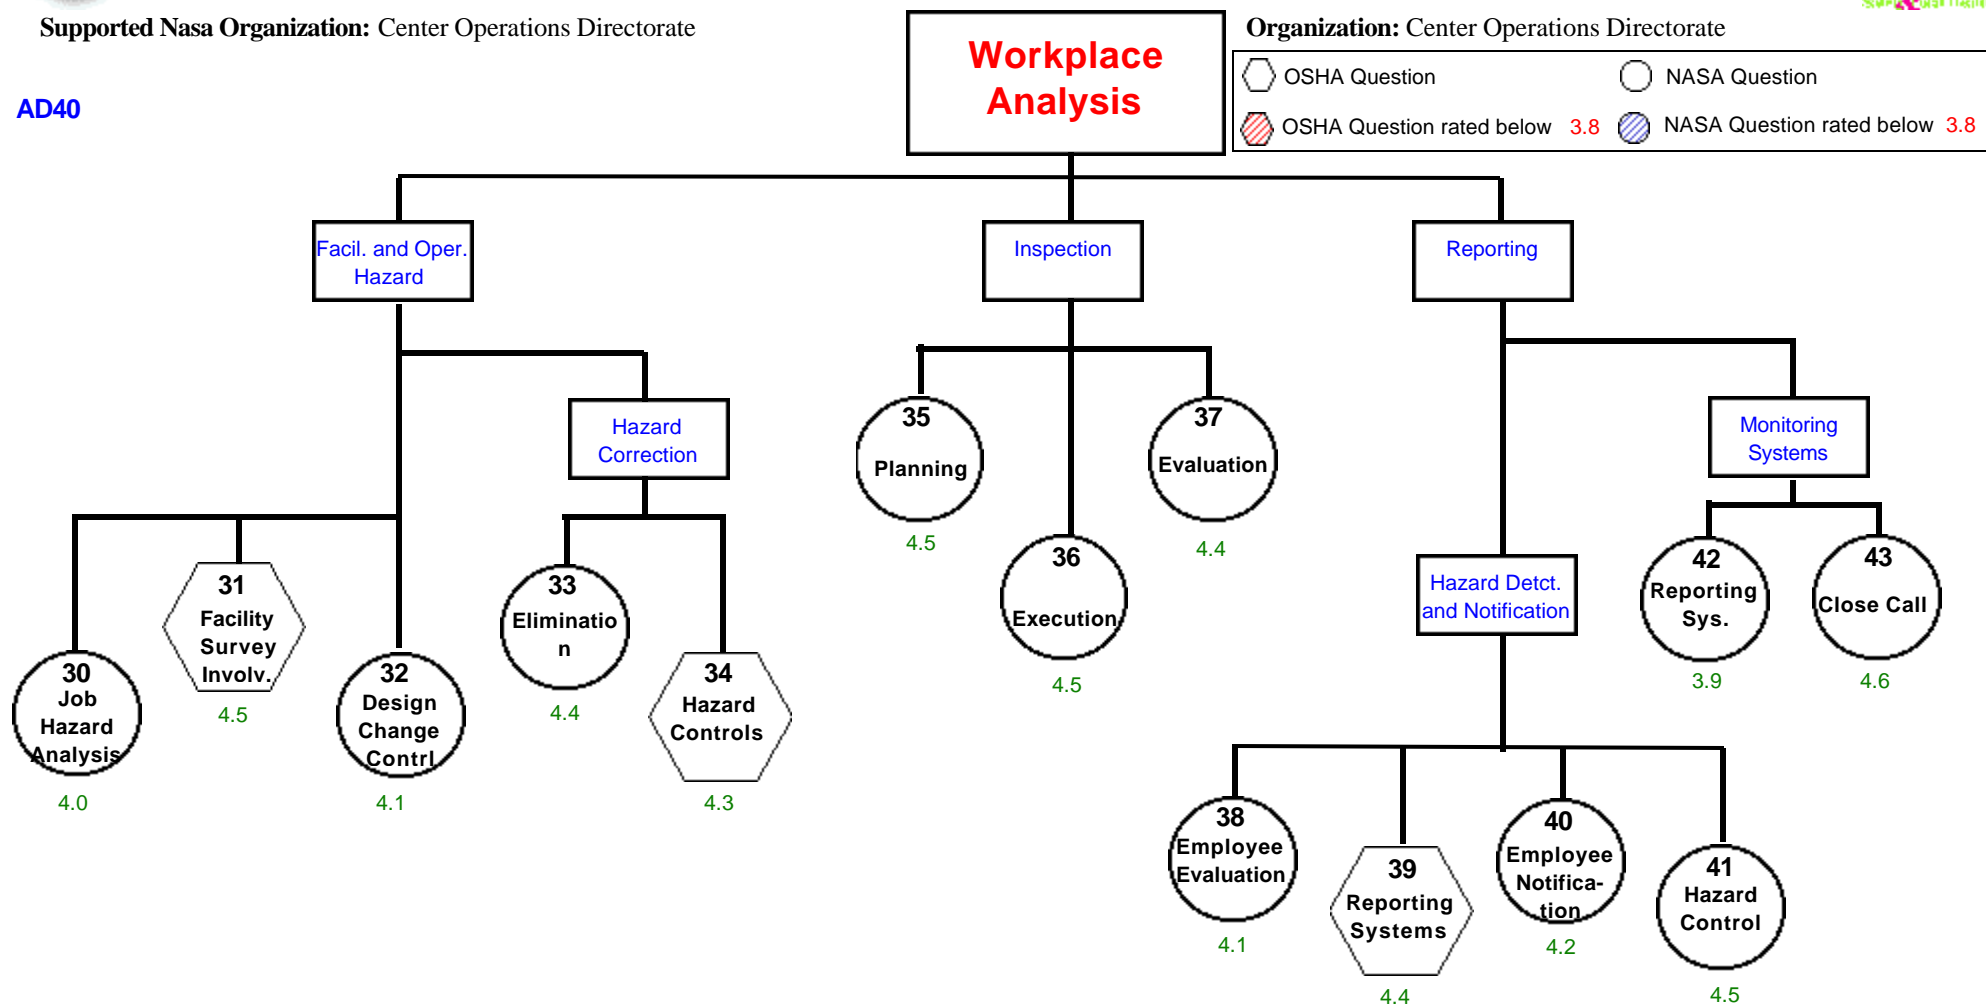 Supported Nasa Organization: Center Operations Directorate
Organization: Center Operations Directorate
AD40
Workplace
Analysis
OSHA Question
NASA Question
OSHA Question rated below 3.8
NASA Question rated below 3.8
Facil. and Oper.
Hazard
Inspection
Reporting
Hazard
Correction
Monitoring
Systems
Hazard Detct.
and Notification
30
Job
Hazard
Analysis
4.0
31
Facility
Survey
Involv.
4.5
32
Design
Change
Contrl
4.1
33
Eliminatio
n
4.4
34
Hazard
Controls
4.3
35
Planning
4.5
36
Execution
4.5
37
Evaluation
4.4
38
Employee
Evaluation
4.1
39
Reporting
Systems
4.4
40
Employee
Notifica-
tion
4.2
41
Hazard
Control
4.5
42
Reporting
Sys.
3.9
43
Close Call
4.6